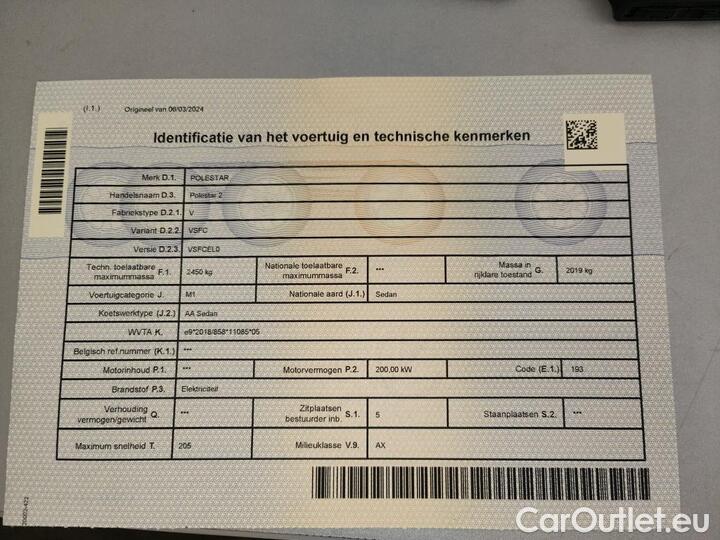 (I.1.) Origineel van 06/03/2024
Identificatie van het voertuig en technische kenmerken
Merk D.1. POLESTAR
Handelsnaam D.3. Polestar 2
Fabriekstype D.2.1. V
Variant D.2.2. VSFC
Versie D.2.3. VSFCEL0
Techn. toelaatbare maximummassa F.1. 2450 kg Nationale toelaatbare maximummassa F.2. *** Massa in rijklare toestand G. 2019 kg
Voertuigcategorie J. M1 Nationale aard (J.1.) Sedan
Koetswerktype (J.2.) AA Sedan
WVTA K. e9*2018/858*11085*05
Belgisch ref.nummer (K.1.) ***
Motorinhoud P.1. *** Motorvermogen P.2. 200,00 kW Code (E.1.) 193
Brandstof P.3. Elektriciteit
Verhouding vermogen/gewicht Q. *** Zitplaatsen bestuurder inb. S.1. 5 Staanplaatsen S.2. ***
Maximum snelheid T. 205 Milieuklasse V.9. AX
CarOutlet.eu